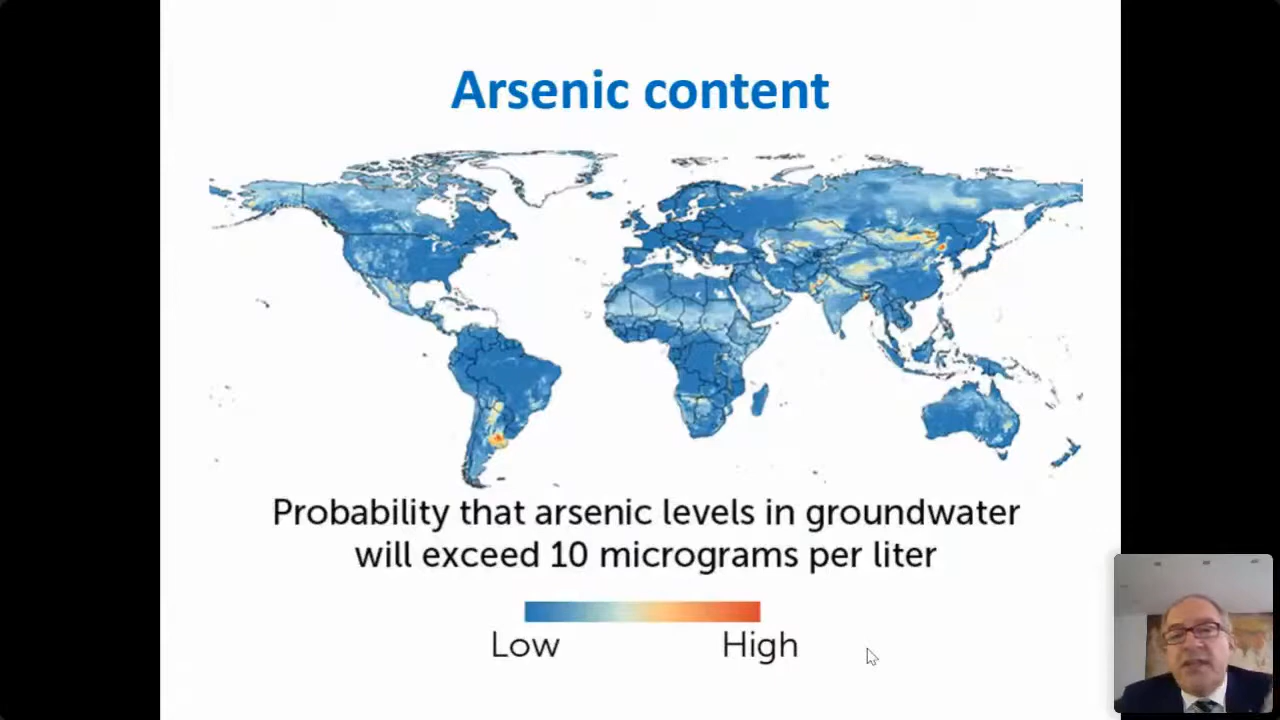 Arsenic content
Probability that arsenic levels in groundwater
will exceed 10 micrograms per liter
Low
High